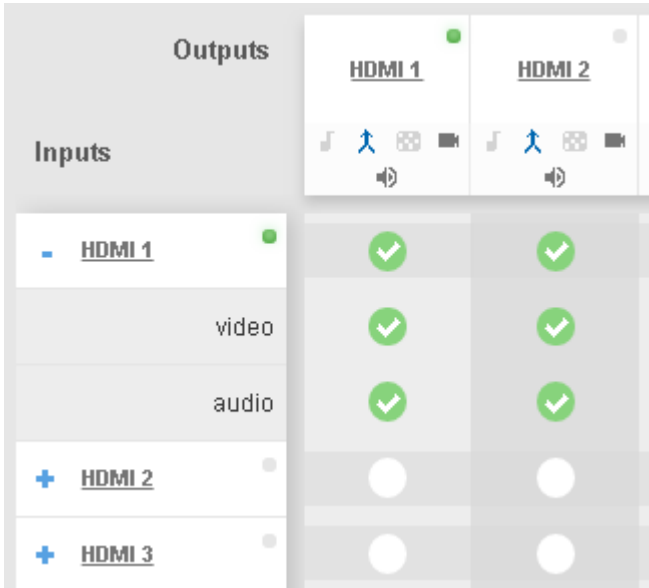 Outputs
HDMI 1 HDMI 2
Inputs
- HDMI 1
video
audio
+ HDMI 2
+ HDMI 3